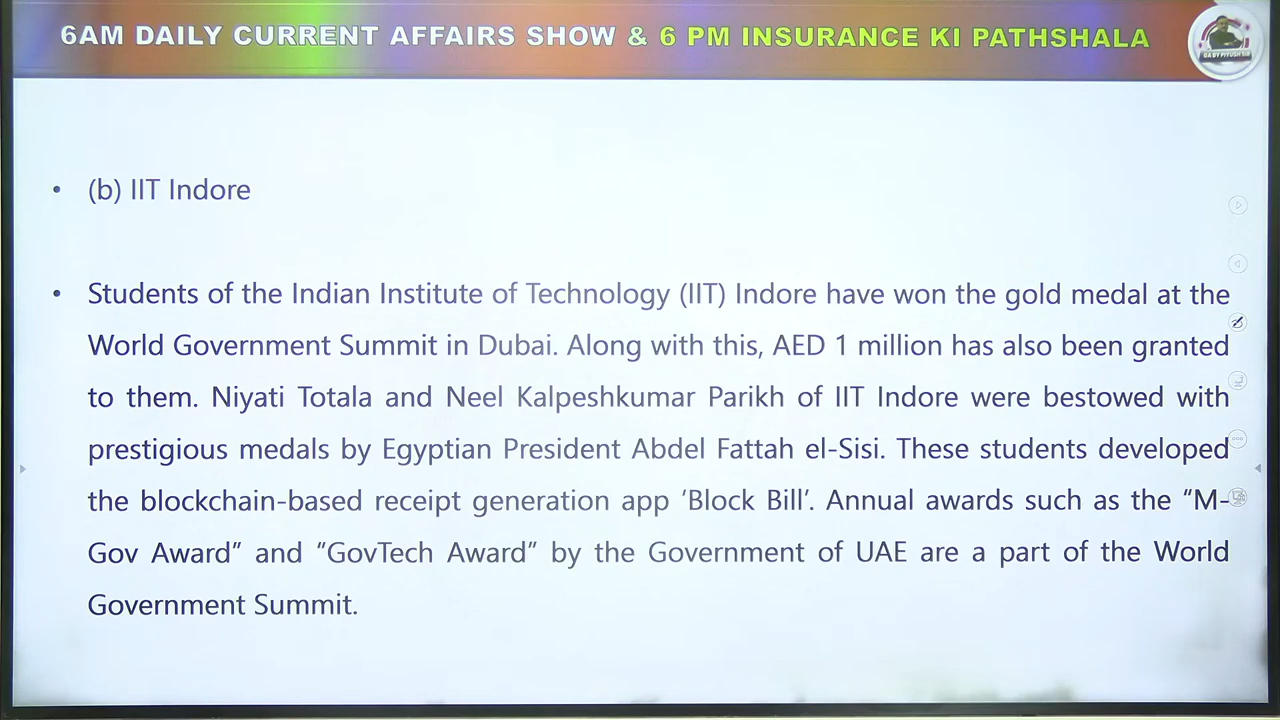 6AM DAILY CURRENT AFFAIRS SHOW & 6 PM INSURANCE KI PATHSHALA
CA BY PIYUSH SIR
• (b) IIT Indore
• Students of the Indian Institute of Technology (IIT) Indore have won the gold medal at the
World Government Summit in Dubai. Along with this, AED 1 million has also been granted
to them. Niyati Totala and Neel Kalpeshkumar Parikh of IIT Indore were bestowed with
prestigious medals by Egyptian President Abdel Fattah el-Sisi. These students developed
the blockchain-based receipt generation app ‘Block Bill’. Annual awards such as the “M-
Gov Award” and “GovTech Award” by the Government of UAE are a part of the World
Government Summit.